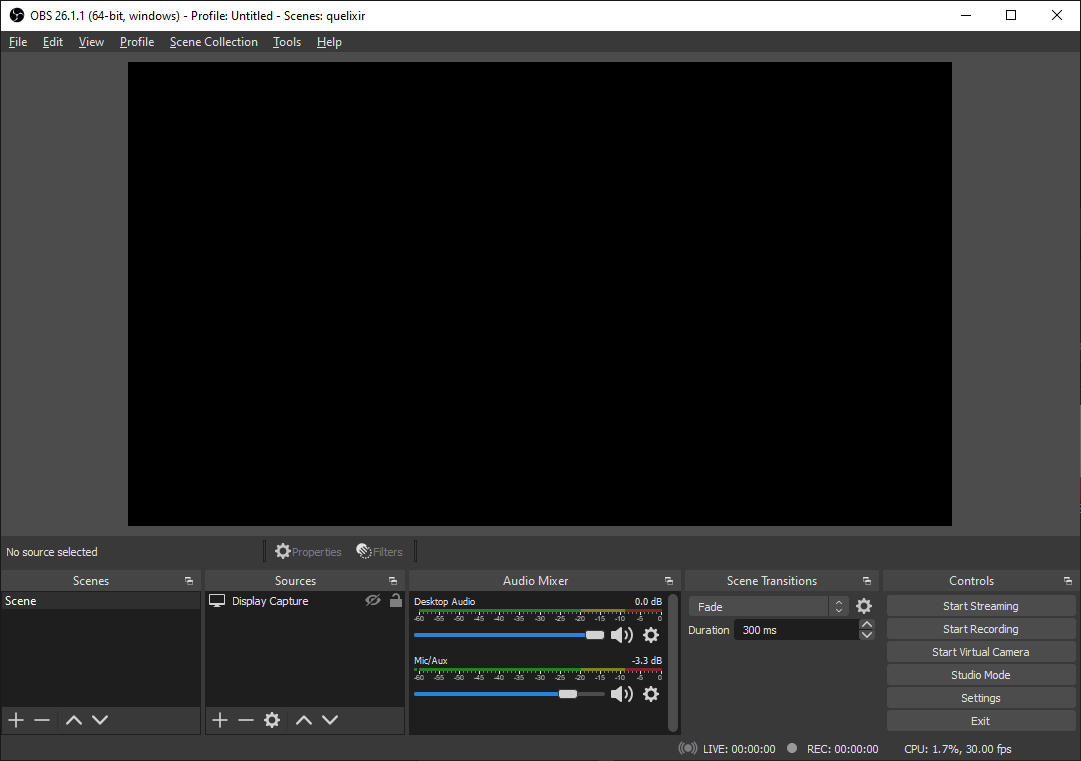 OBS 26.1.1 (64-bit, windows) - Profile: Untitled - Scenes: quelixir
File Edit View Profile Scene Collection Tools Help
No source selected Properties Filters
Scenes
Scene
Sources
Display Capture
Audio Mixer
Desktop Audio 0.0 dB
-60 -55 -50 -45 -40 -35 -30 -25 -20 -15 -10 -5 0
Mic/Aux -3.3 dB
-60 -55 -50 -45 -40 -35 -30 -25 -20 -15 -10 -5 0
Scene Transitions
Fade
Duration 300 ms
Controls
Start Streaming
Start Recording
Start Virtual Camera
Studio Mode
Settings
Exit
LIVE: 00:00:00 REC: 00:00:00 CPU: 1.7%, 30.00 fps